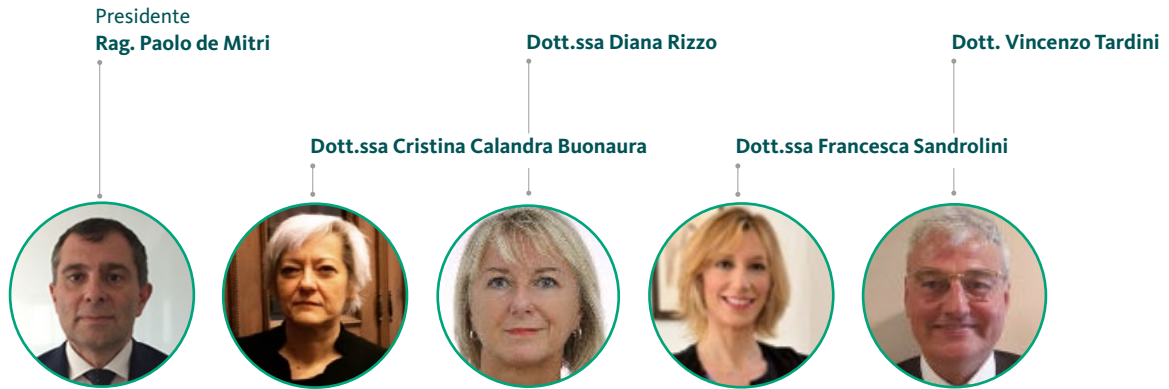 Presidente
Rag. Paolo de Mitri
Dott.ssa Diana Rizzo
Dott. Vincenzo Tardini
Dott.ssa Cristina Calandra Buonaura
Dott.ssa Francesca Sandrolini